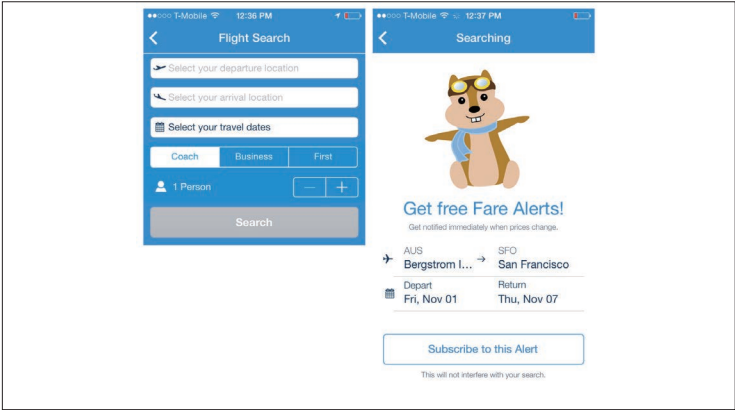 T-Mobile 12:36 PM
Flight Search
Select your departure location
Select your arrival location
Select your travel dates
Coach Business First
1 Person
Search
T-Mobile 12:37 PM
Searching
Get free Fare Alerts!
Get notified immediately when prices change.
AUS SFO
Bergstrom I... → San Francisco
Depart Return
Fri, Nov 01 Thu, Nov 07
Subscribe to this Alert
This will not interfere with your search.